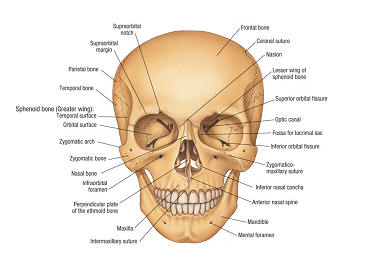 Supraorbital
notch
Supraorbital
margin
Parietal bone
Temporal bone
Sphenoid bone (Greater wing):
Temporal surface
Orbital surface
Zygomatic arch
Zygomatic bone
Nasal bone
Infraorbital
foramen
Perpendicular plate
of the ethmoid bone
Maxilla
Intermaxillary suture
Frontal bone
Coronal suture
Nasion
Lesser wing of
sphenoid bone
Superior orbital fissure
Optic canal
Fossa for lacrimal sac
Inferior orbital fissure
Zygomatico-
maxillary suture
Inferior nasal concha
Anterior nasal spine
Mandible
Mental foramen